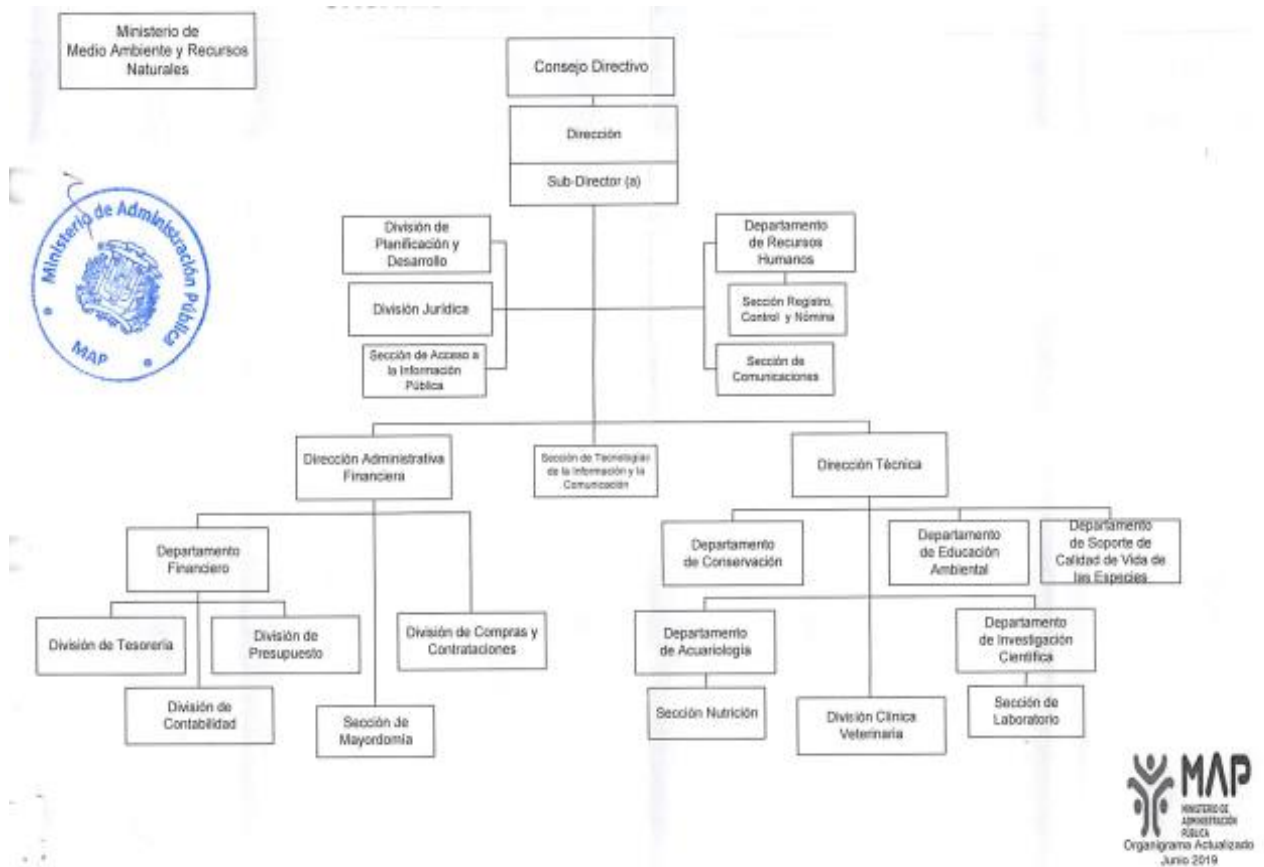 Ministerio de
Medio Ambiente y Recursos
Naturales
Consejo Directivo
Dirección
Sub-Director (a)
Ministerio de Administración Pública
MAP
División de
Planificación y
Desarrollo
Departamento
de Recursos
Humanos
División Jurídica
Sección Registro,
Control y Nómina
Sección de Acceso a
la Información
Pública
Sección de
Comunicaciones
Dirección Administrativa
Financiera
Sección de Tecnologías
de la Información y la
Comunicación
Dirección Técnica
Departamento
Financiero
Departamento
de Conservación
Departamento
de Educación
Ambiental
Departamento
de Soporte de
Calidad de Vida de
las Especies
División de Tesorería
División de
Presupuesto
División de Compras y
Contrataciones
Departamento
de Acuariología
Departamento
de Investigación
Científica
División de
Contabilidad
Sección de
Mayordomía
Sección Nutrición
División Clínica
Veterinaria
Sección de
Laboratorio
MAP
MINISTERIO DE
ADMINISTRACIÓN
PÚBLICA
Organigrama Actualizado
Junio 2019